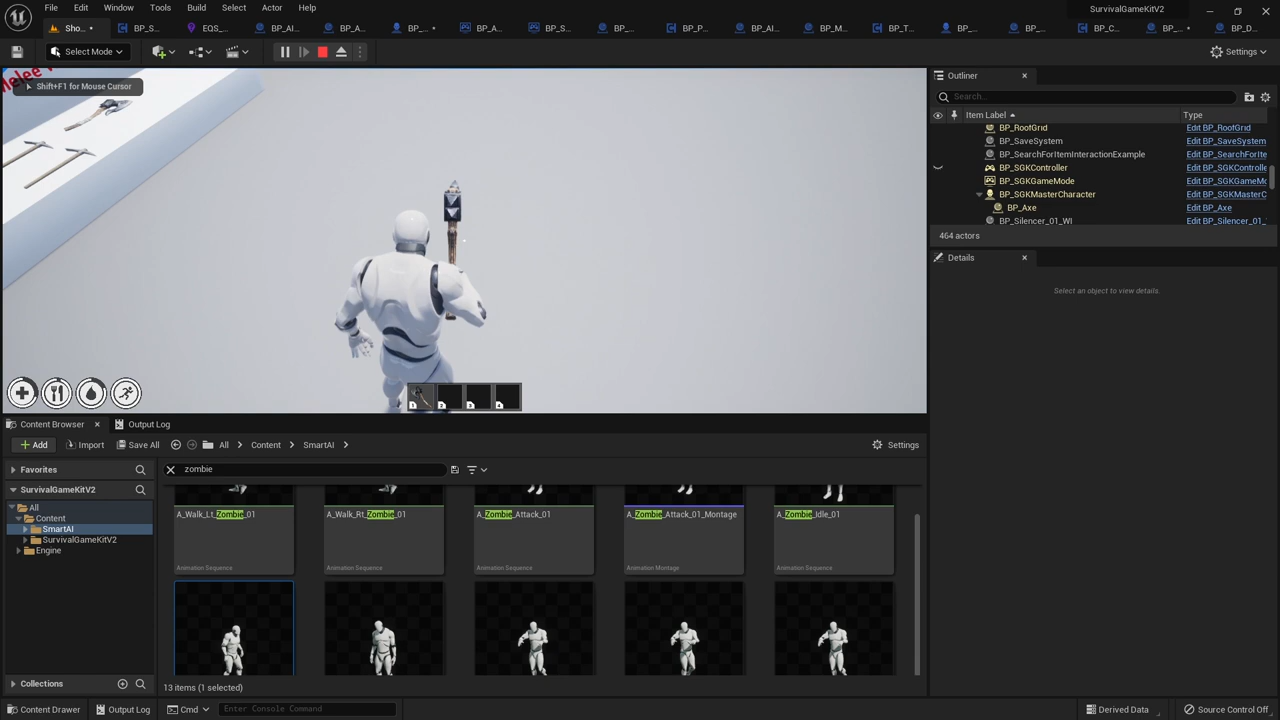 File Edit Window Tools Build Select Actor Help
SurvivalGameKitV2
Sho... BP_S... EQS_... BP_AI... BP_A... BP_... BP_A... BP_S... BP_... BP_P... BP_AI... BP_M... BP_T... BP_... BP_... BP_C... BP_... BP_D...
Select Mode
Settings
Melee
Shift+F1 for Mouse Cursor
1 2 3 4
Outliner
Search...
Item Label Type
BP_RoofGrid Edit BP_RoofGrid
BP_SaveSystem Edit BP_SaveSystem
BP_SearchForItemInteractionExample Edit BP_SearchForIte
BP_SGKController Edit BP_SGKControlle
BP_SGKGameMode Edit BP_SGKGameMo
BP_SGKMasterCharacter Edit BP_SGKMasterC
BP_Axe Edit BP_Axe
BP_Silencer_01_WI Edit BP_Silencer_01_
464 actors
Details
Select an object to view details.
Content Browser Output Log
Add Import Save All All Content SmartAI Settings
Favorites
zombie
SurvivalGameKitV2
All
Content
SmartAI
SurvivalGameKitV2
Engine
Collections
A_Walk_Lt_Zombie_01 A_Walk_Rt_Zombie_01 A_Zombie_Attack_01 A_Zombie_Attack_01_Montage A_Zombie_Idle_01
Animation Sequence Animation Sequence Animation Sequence Animation Montage Animation Sequence
13 items (1 selected)
Content Drawer Output Log Cmd Enter Console Command Derived Data Source Control Off